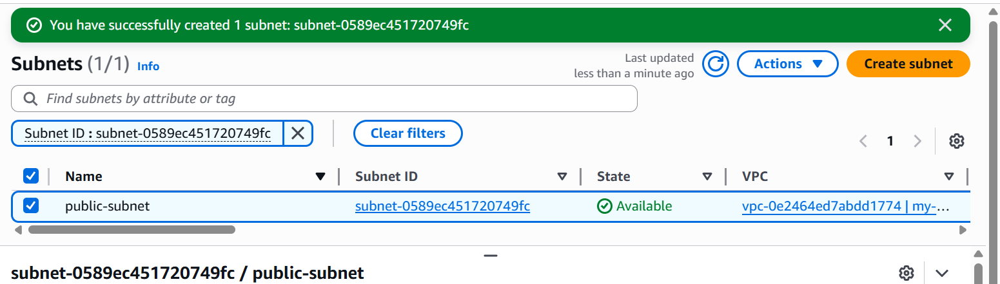 You have successfully created 1 subnet: subnet-0589ec451720749fc
Subnets (1/1) Info
Last updated
less than a minute ago
Actions
Create subnet
Find subnets by attribute or tag
Subnet ID : subnet-0589ec451720749fc
Clear filters
1
Name Subnet ID State VPC
public-subnet subnet-0589ec451720749fc Available vpc-0e2464ed7abdd1774 | my-...
subnet-0589ec451720749fc / public-subnet